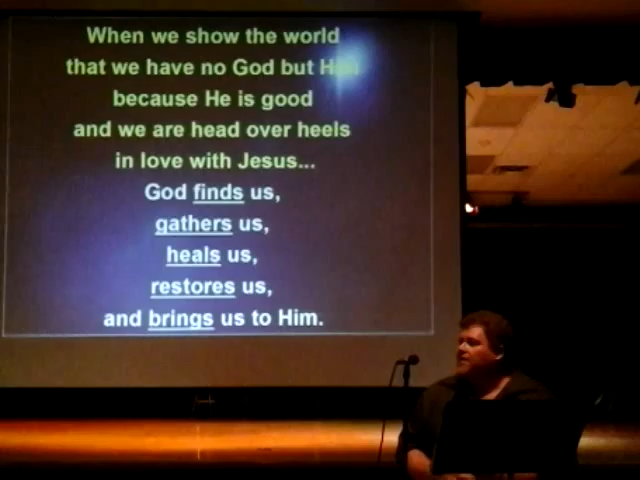 When we show the world
that we have no God but Him
because He is good
and we are head over heels
in love with Jesus...
God finds us,
gathers us,
heals us,
restores us,
and brings us to Him.